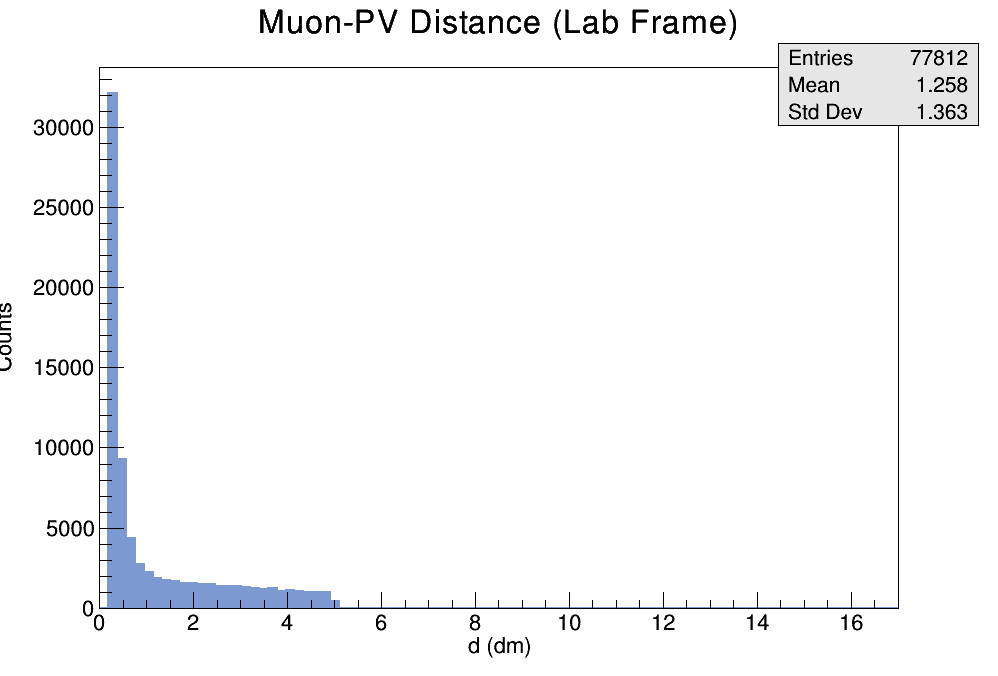 Muon-PV Distance (Lab Frame)
Entries 77812
Mean 1.258
Std Dev 1.363
30000
25000
20000
15000
10000
5000
0
Counts
0 2 4 6 8 10 12 14 16
d (dm)